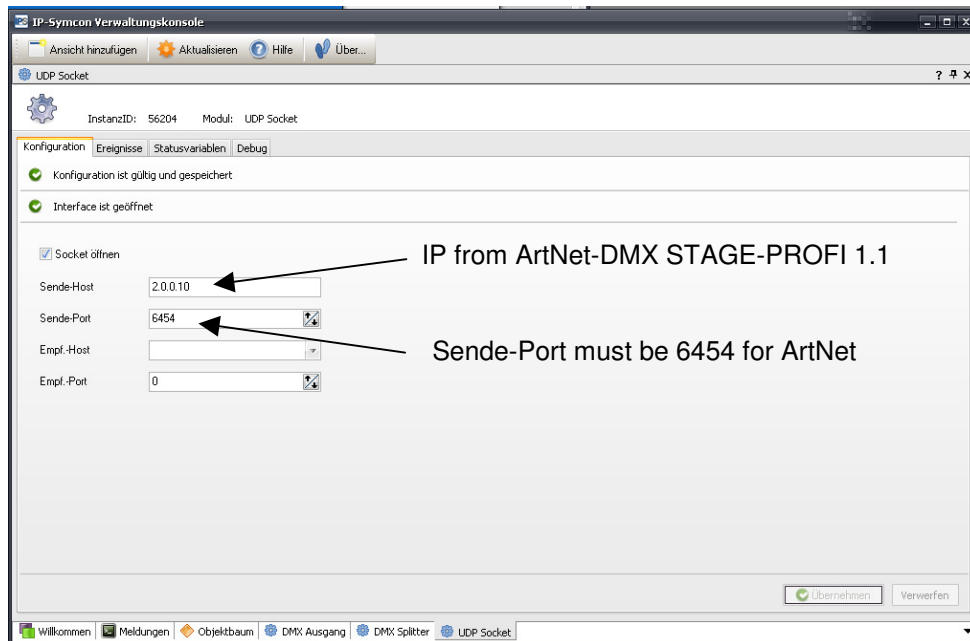 IPS IP-Symcon Verwaltungskonsole
Ansicht hinzufügen Aktualisieren Hilfe Über...
UDP Socket
InstanzID: 56204 Modul: UDP Socket
Konfiguration Ereignisse Statusvariablen Debug
Konfiguration ist gültig und gespeichert
Interface ist geöffnet
Socket öffnen
IP from ArtNet-DMX STAGE-PROFI 1.1
Sende-Host 2.0.0.10
Sende-Port 6454
Empf.-Host
Sende-Port must be 6454 for ArtNet
Empf.-Port 0
Übernehmen Verwerfen
Willkommen Meldungen Objektbaum DMX Ausgang DMX Splitter UDP Socket